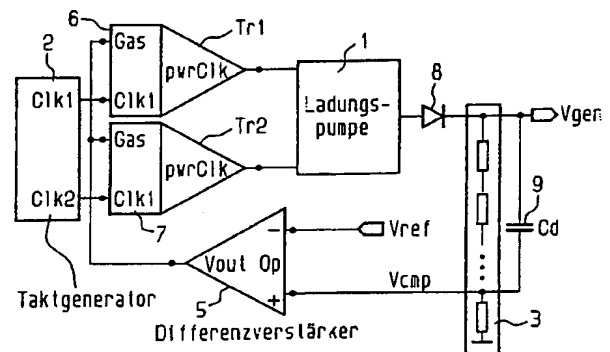 6
Tr1
1
2
Gas
pwrClk
8
Clk1
Clk1
Ladungs-
pumpe
Vgen
Gas
Tr2
pwrClk
9
Clk2
Clk1
7
Vref
Cd
Vout Op
-
+
Vcmp
5
3
Taktgenerator
Differenzverstärker